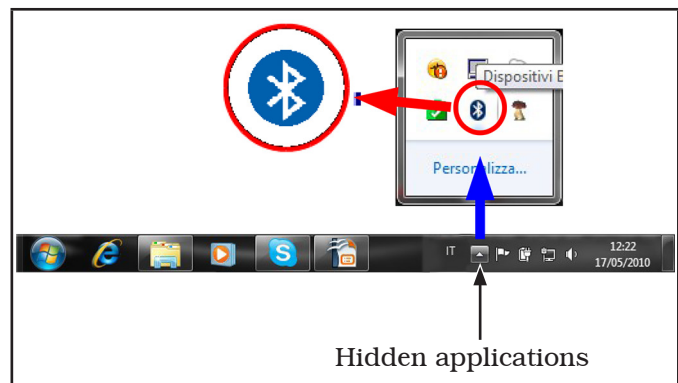 Dispositivi B
Personalizza...
IT
12:22
17/05/2010
Hidden applications